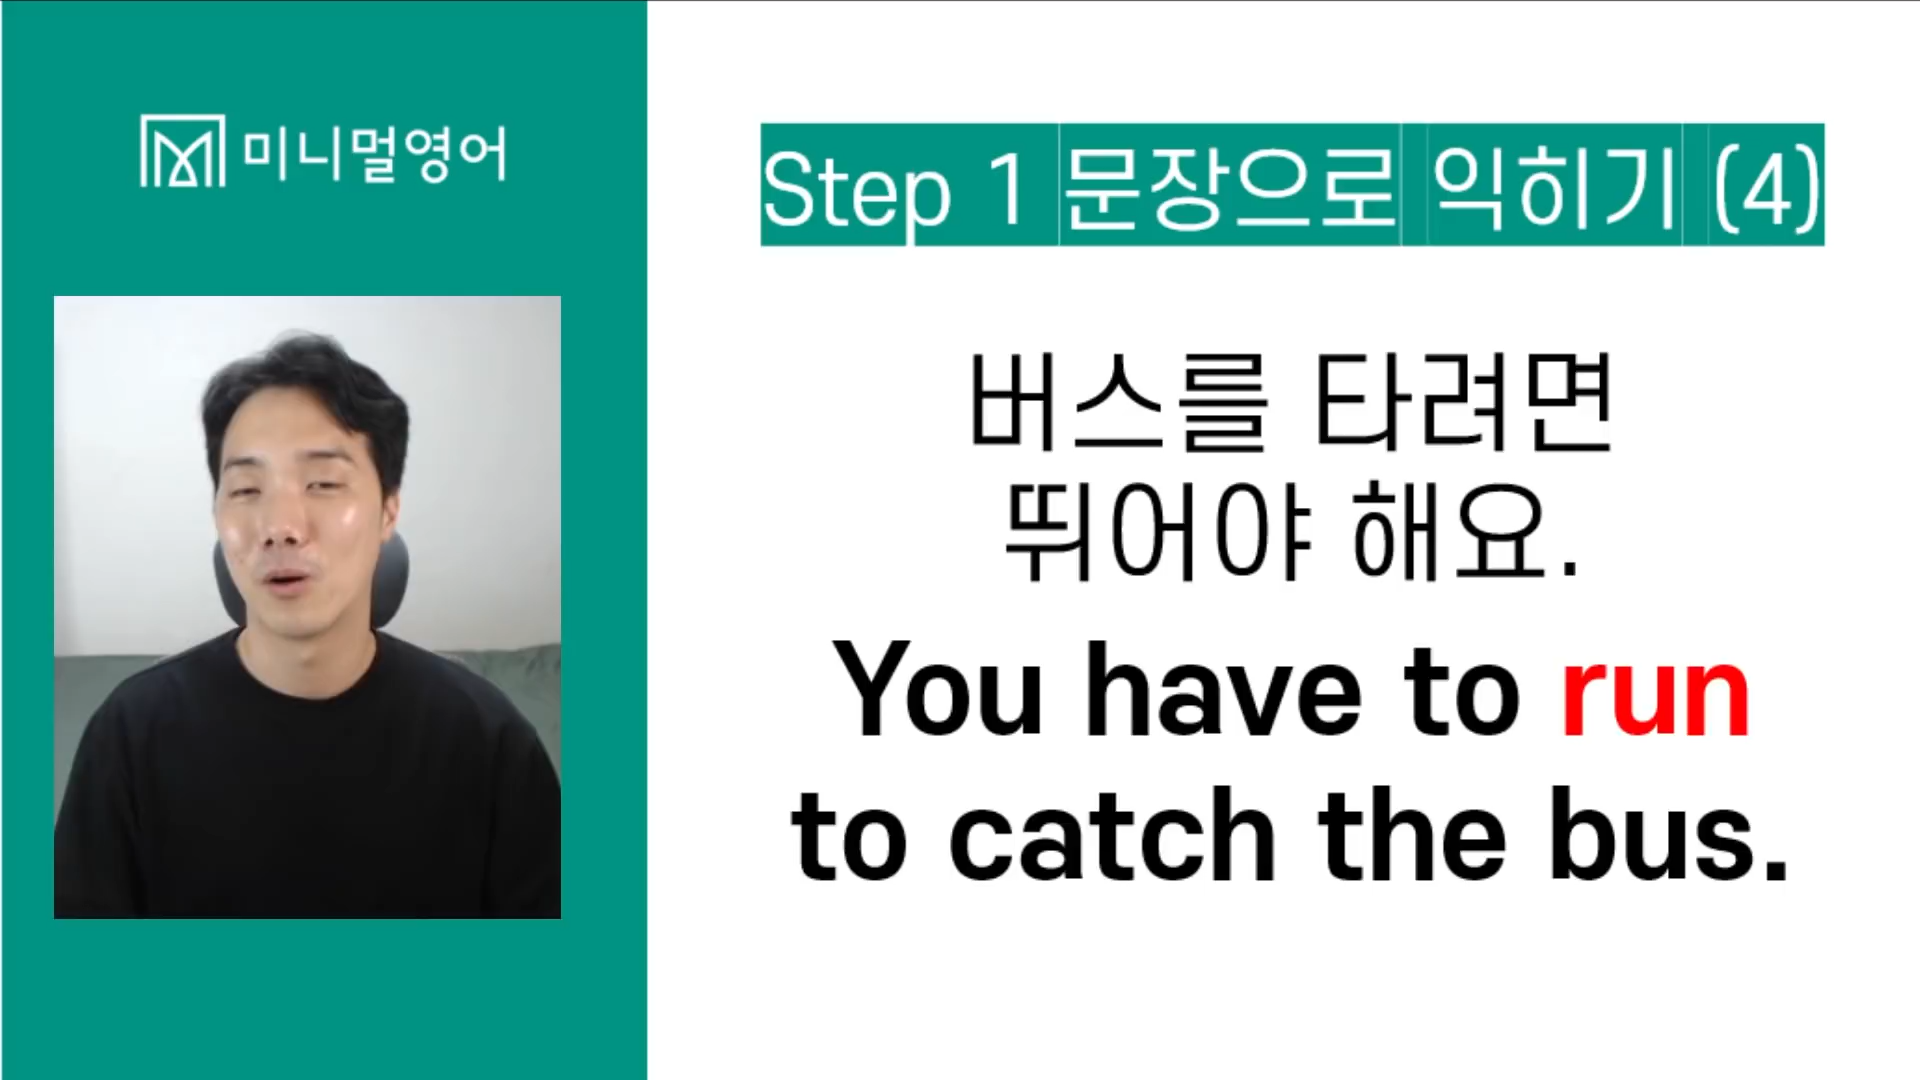 미니멀영어
Step 1 문장으로 익히기 (4)
버스를 타려면
뛰어야 해요.
You have to run
to catch the bus.